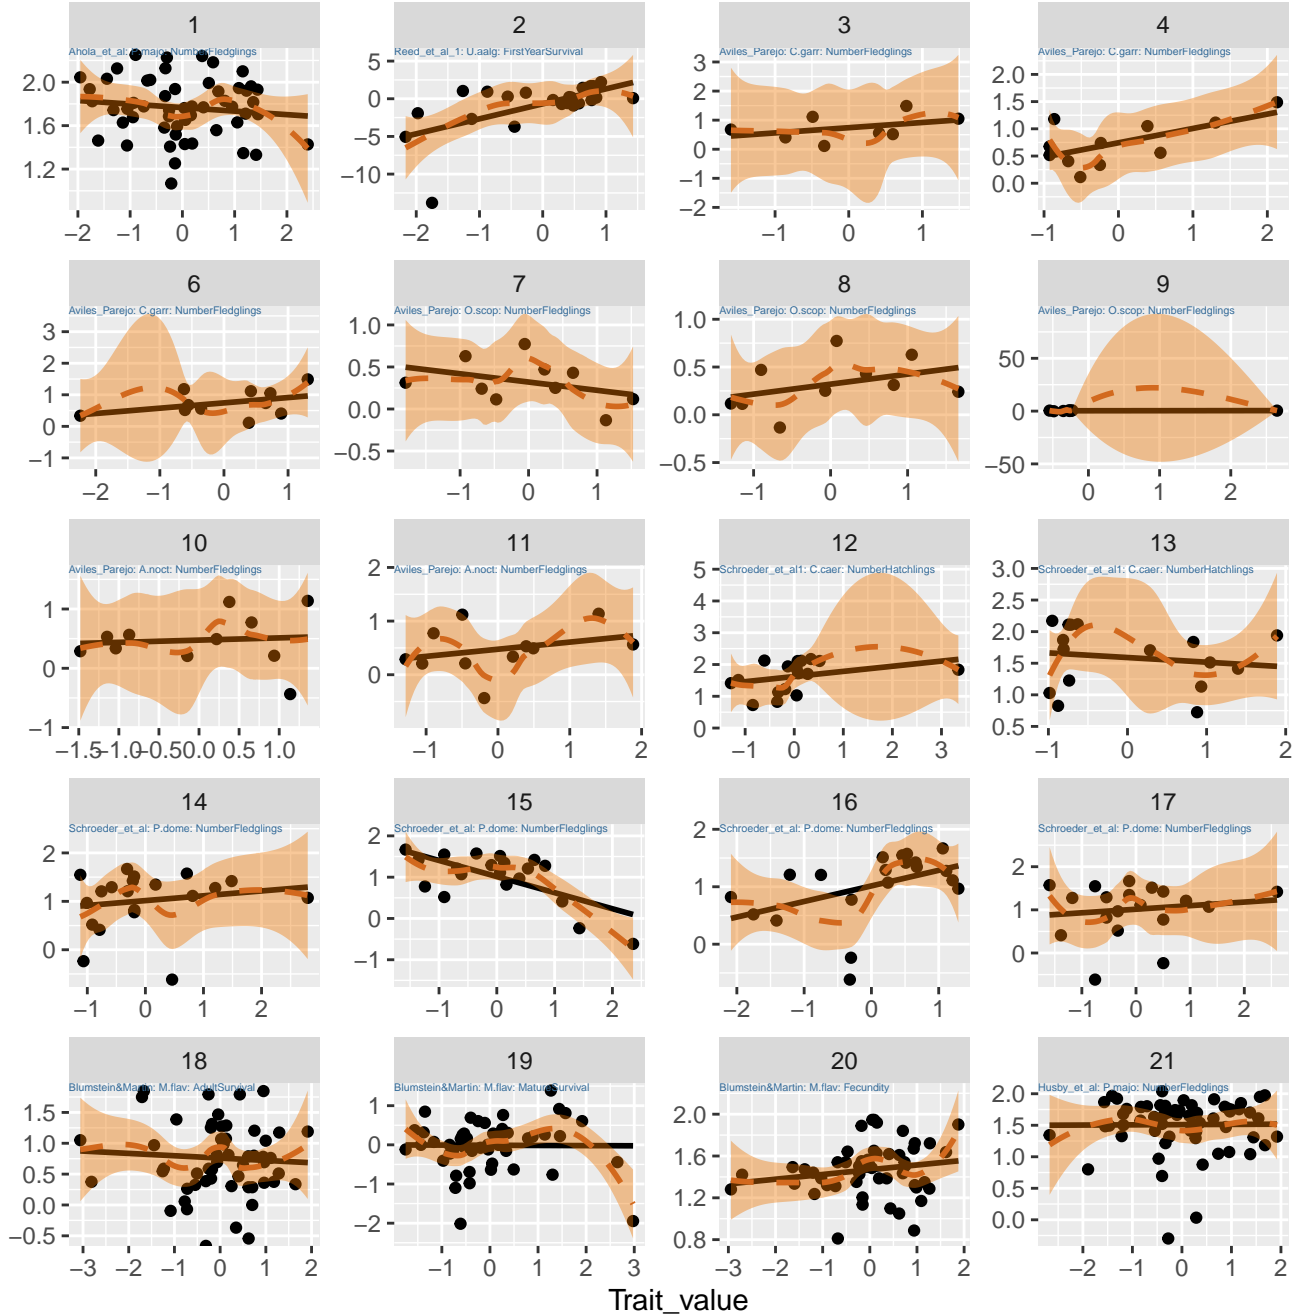 1 2 3 4
Ahola_et_al: P.majo: NumberFledglings Reed_et_al_1: U.aalg: FirstYearSurvival Aviles_Parejo: C.garr: NumberFledglings Aviles_Parejo: C.garr: NumberFledglings
2.0 1.6 1.2
−2 −1 0 1 2
5 0 −5 −10
−2 −1 0 1
3 2 1 0 −1 −2
−1 0 1
2.0 1.5 1.0 0.5 0.0
−1 0 1 2
6 7 8 9
Aviles_Parejo: C.garr: NumberFledglings Aviles_Parejo: O.scop: NumberFledglings Aviles_Parejo: O.scop: NumberFledglings Aviles_Parejo: O.scop: NumberFledglings
3 2 1 0 −1
−2 −1 0 1
1.0 0.5 0.0 −0.5
−1 0 1
1.0 0.5 0.0 −0.5
−1 0 1
50 0 −50
0 1 2
10 11 12 13
Aviles_Parejo: A.noct: NumberFledglings Aviles_Parejo: A.noct: NumberFledglings Schroeder_et_al1: C.caer: NumberHatchlings Schroeder_et_al1: C.caer: NumberHatchlings
1 0 −1
−1.5 −1.0 −0.5 0.0 0.5 1.0
2 1 0
−1 0 1 2
5 4 3 2 1 0
−1 0 1 2 3
3.0 2.5 2.0 1.5 1.0 0.5
−1 0 1 2
14 15 16 17
Schroeder_et_al: P.dome: NumberFledglings Schroeder_et_al: P.dome: NumberFledglings Schroeder_et_al: P.dome: NumberFledglings Schroeder_et_al: P.dome: NumberFledglings
2 1 0
−1 0 1 2
2 1 0 −1
−1 0 1 2
2 1 0
−2 −1 0 1
2 1 0
−1 0 1 2
18 19 20 21
Blumstein&Martin: M.flav: AdultSurvival Blumstein&Martin: M.flav: MatureSurvival Blumstein&Martin: M.flav: Fecundity Husby_et_al: P.majo: NumberFledglings
1.5 1.0 0.5 0.0 −0.5
−3 −2 −1 0 1 2
1 0 −1 −2
−1 0 1 2 3
2.0 1.6 1.2 0.8
−3 −2 −1 0 1 2
2.0 1.5 1.0 0.5 0.0
−2 −1 0 1 2
Trait_value